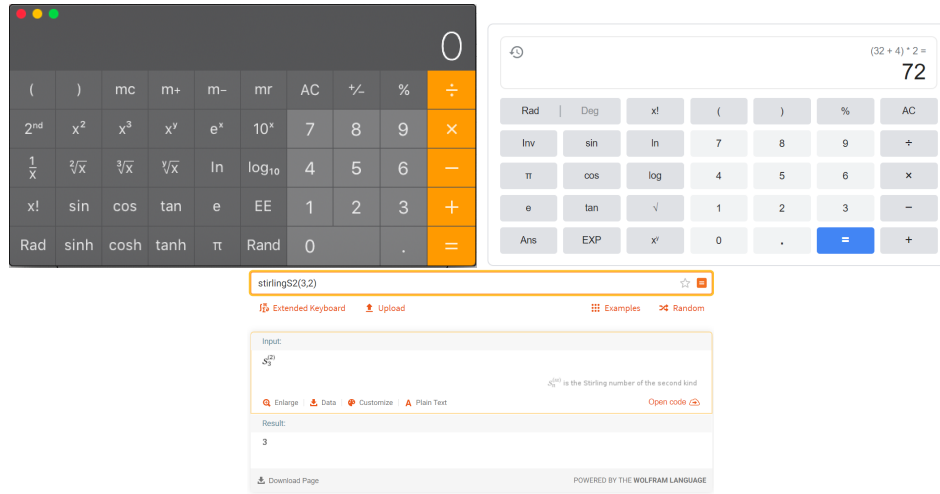 0
( ) mc m+ m− mr AC +/− % ÷
2nd x² x³ xʸ eˣ 10ˣ 7 8 9 ×
1/x ²√x ³√x ʸ√x ln log₁₀ 4 5 6 −
x! sin cos tan e EE 1 2 3 +
Rad sinh cosh tanh π Rand 0 . =
(32 + 4) * 2 =
72
Rad | Deg x! ( ) % AC
Inv sin ln 7 8 9 ÷
π cos log 4 5 6 ×
e tan √ 1 2 3 −
Ans EXP xʸ 0 . = +
stirlingS2(3,2)
Extended Keyboard Upload Examples Random
Input:
S₃⁽²⁾
Sₙ⁽ᵐ⁾ is the Stirling number of the second kind
Enlarge Data Customize A Plain Text Open code
Result:
3
Download Page POWERED BY THE WOLFRAM LANGUAGE